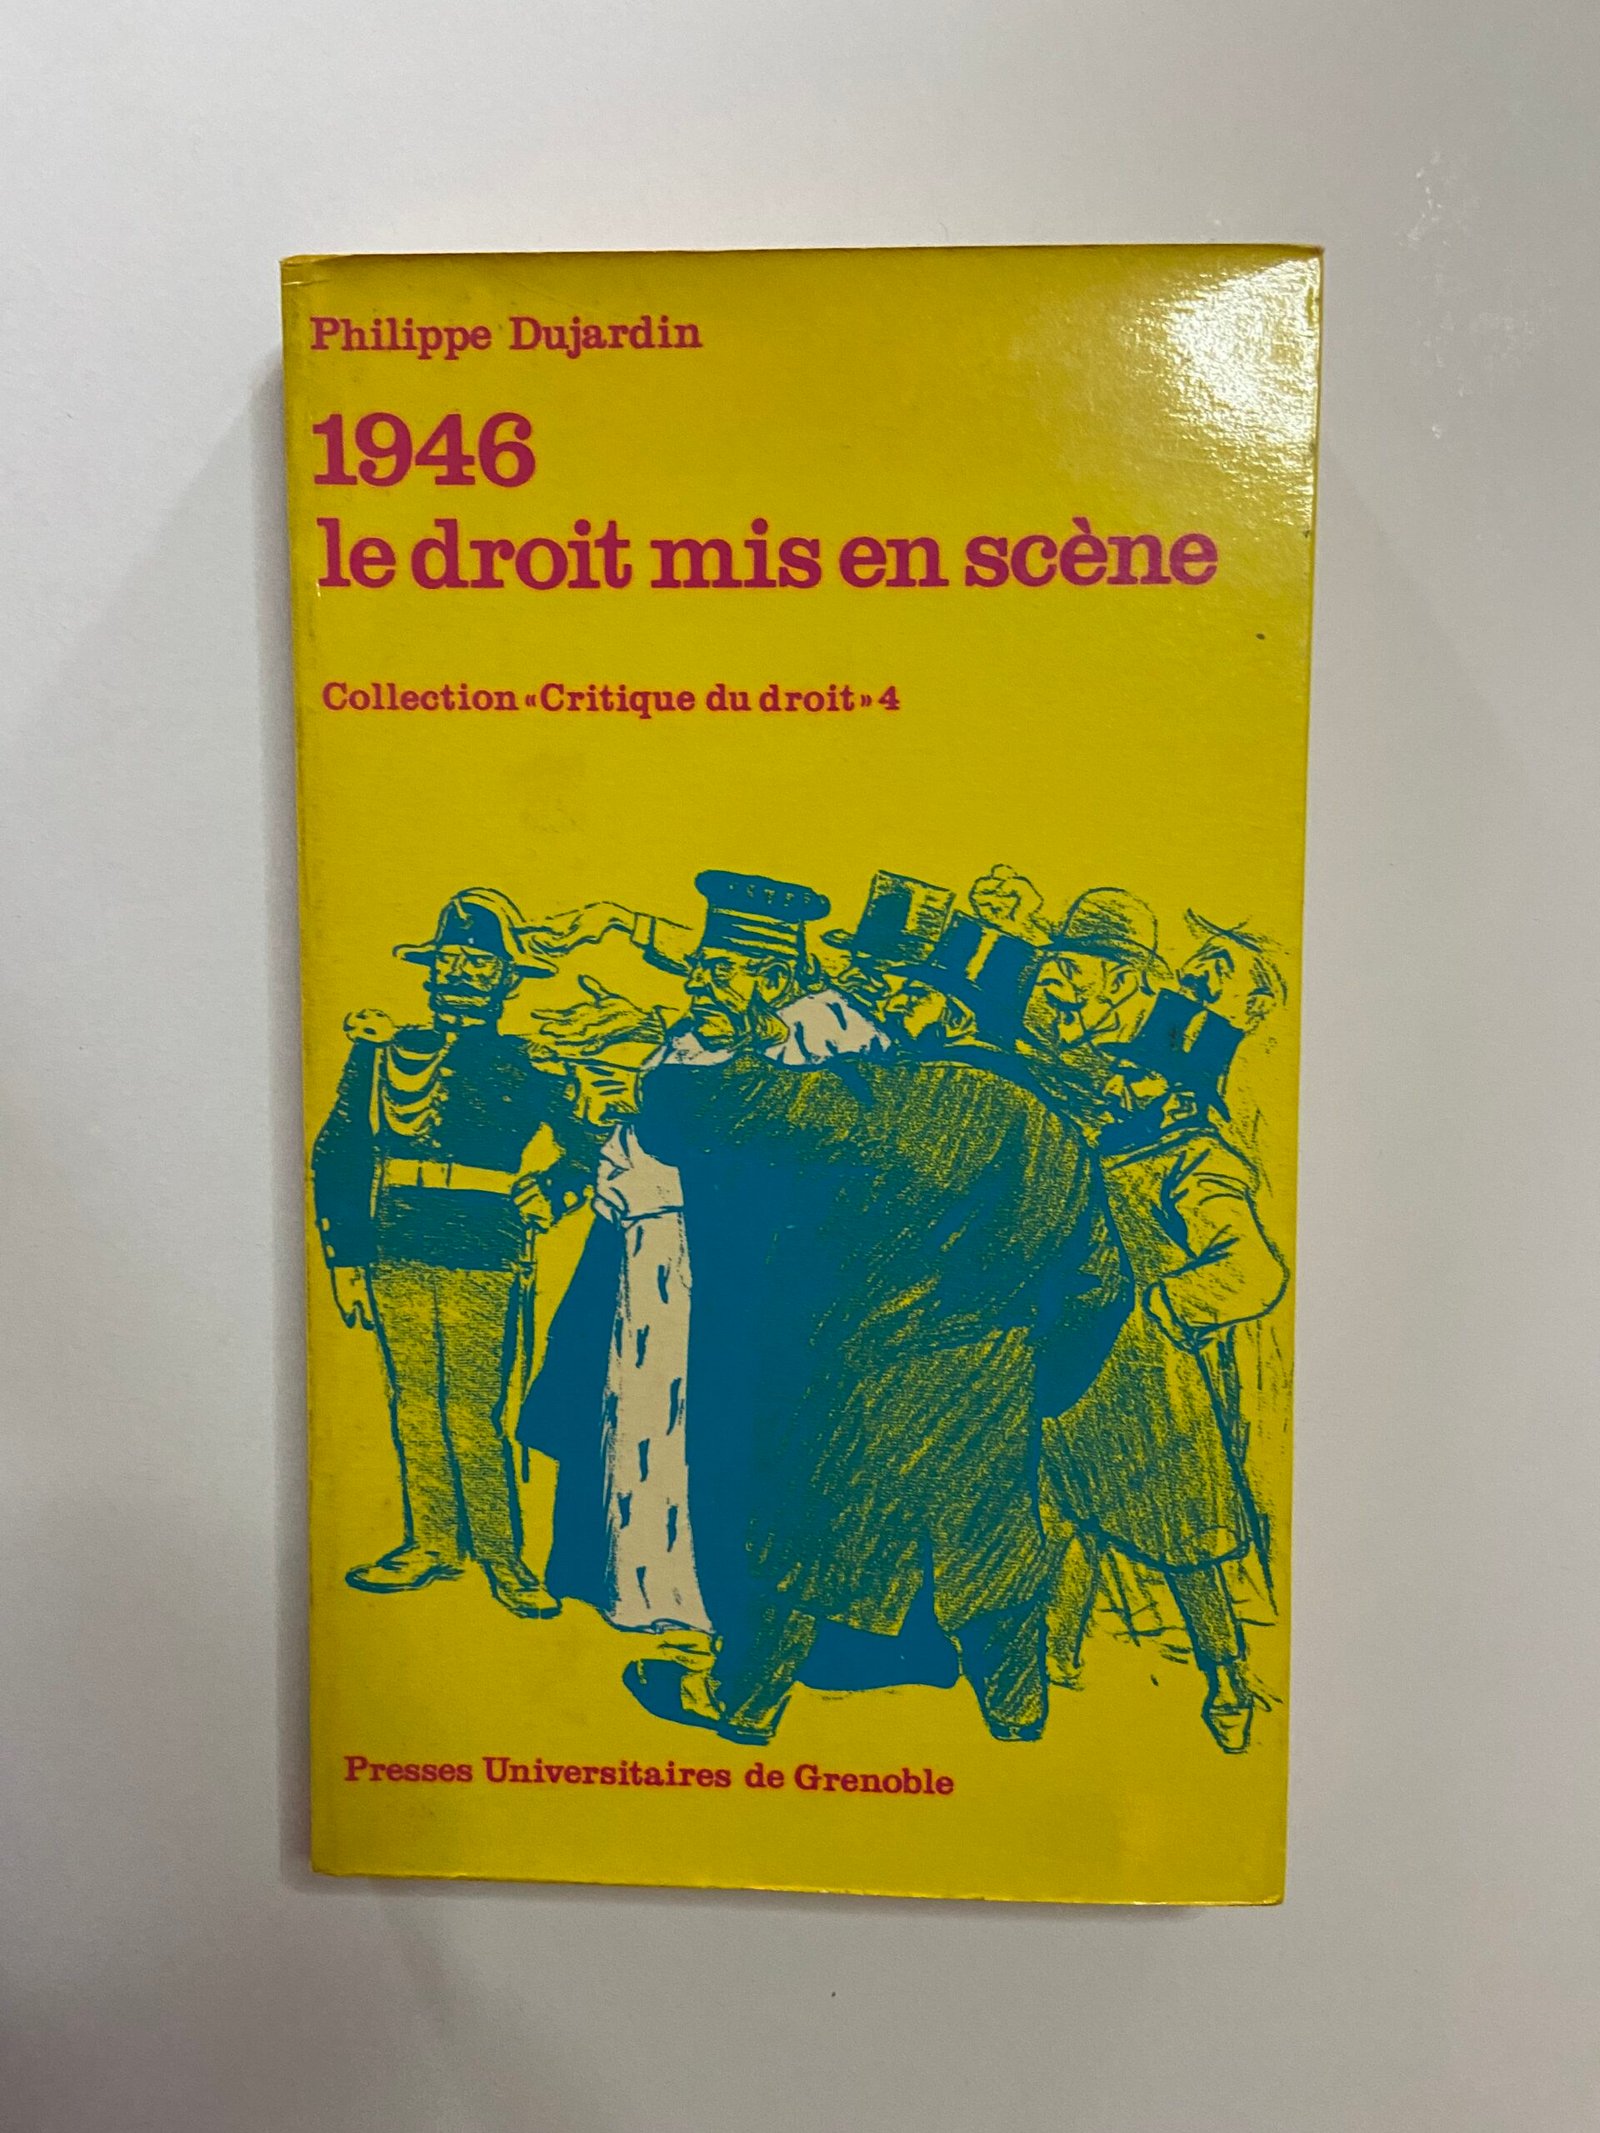 Philippe Dujardin
1946
le droit mis en scène
Collection «Critique du droit» 4
Presses Universitaires de Grenoble